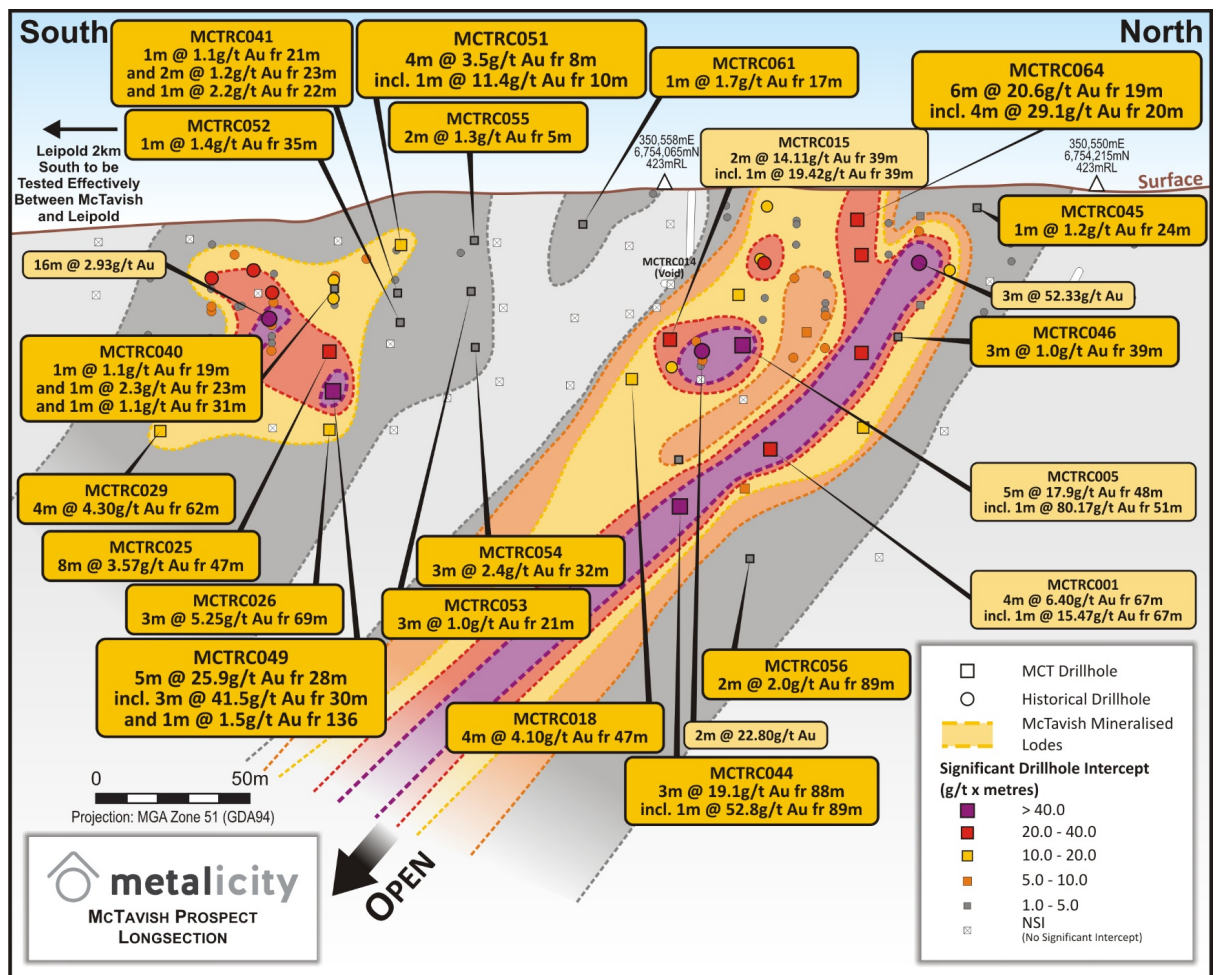 South
North
MCTRC041
1m @ 1.1g/t Au fr 21m
and 2m @ 1.2g/t Au fr 23m
and 1m @ 2.2g/t Au fr 22m
MCTRC051
4m @ 3.5g/t Au fr 8m
incl. 1m @ 11.4g/t Au fr 10m
MCTRC061
1m @ 1.7g/t Au fr 17m
MCTRC064
6m @ 20.6g/t Au fr 19m
incl. 4m @ 29.1g/t Au fr 20m
MCTRC052
1m @ 1.4g/t Au fr 35m
MCTRC055
2m @ 1.3g/t Au fr 5m
Leipold 2km
South to be
Tested Effectively
Between McTavish
and Leipold
350,558mE
6,754,065mN
423mRL
MCTRC015
2m @ 14.11g/t Au fr 39m
incl. 1m @ 19.42g/t Au fr 39m
350,550mE
6,754,215mN
423mRL
Surface
MCTRC045
1m @ 1.2g/t Au fr 24m
16m @ 2.93g/t Au
MCTRC014
(Void)
3m @ 52.33g/t Au
MCTRC046
3m @ 1.0g/t Au fr 39m
MCTRC040
1m @ 1.1g/t Au fr 19m
and 1m @ 2.3g/t Au fr 23m
and 1m @ 1.1g/t Au fr 31m
MCTRC029
4m @ 4.30g/t Au fr 62m
MCTRC005
5m @ 17.9g/t Au fr 48m
incl. 1m @ 80.17g/t Au fr 51m
MCTRC025
8m @ 3.57g/t Au fr 47m
MCTRC054
3m @ 2.4g/t Au fr 32m
MCTRC026
3m @ 5.25g/t Au fr 69m
MCTRC053
3m @ 1.0g/t Au fr 21m
MCTRC001
4m @ 6.40g/t Au fr 67m
incl. 1m @ 15.47g/t Au fr 67m
MCTRC049
5m @ 25.9g/t Au fr 28m
incl. 3m @ 41.5g/t Au fr 30m
and 1m @ 1.5g/t Au fr 136
MCTRC056
2m @ 2.0g/t Au fr 89m
MCTRC018
4m @ 4.10g/t Au fr 47m
2m @ 22.80g/t Au
MCTRC044
3m @ 19.1g/t Au fr 88m
incl. 1m @ 52.8g/t Au fr 89m
0 50m
Projection: MGA Zone 51 (GDA94)
OPEN
metalicity
MCTAVISH PROSPECT
LONGSECTION
MCT Drillhole
Historical Drillhole
McTavish Mineralised
Lodes
Significant Drillhole Intercept
(g/t x metres)
> 40.0
20.0 - 40.0
10.0 - 20.0
5.0 - 10.0
1.0 - 5.0
NSI
(No Significant Intercept)